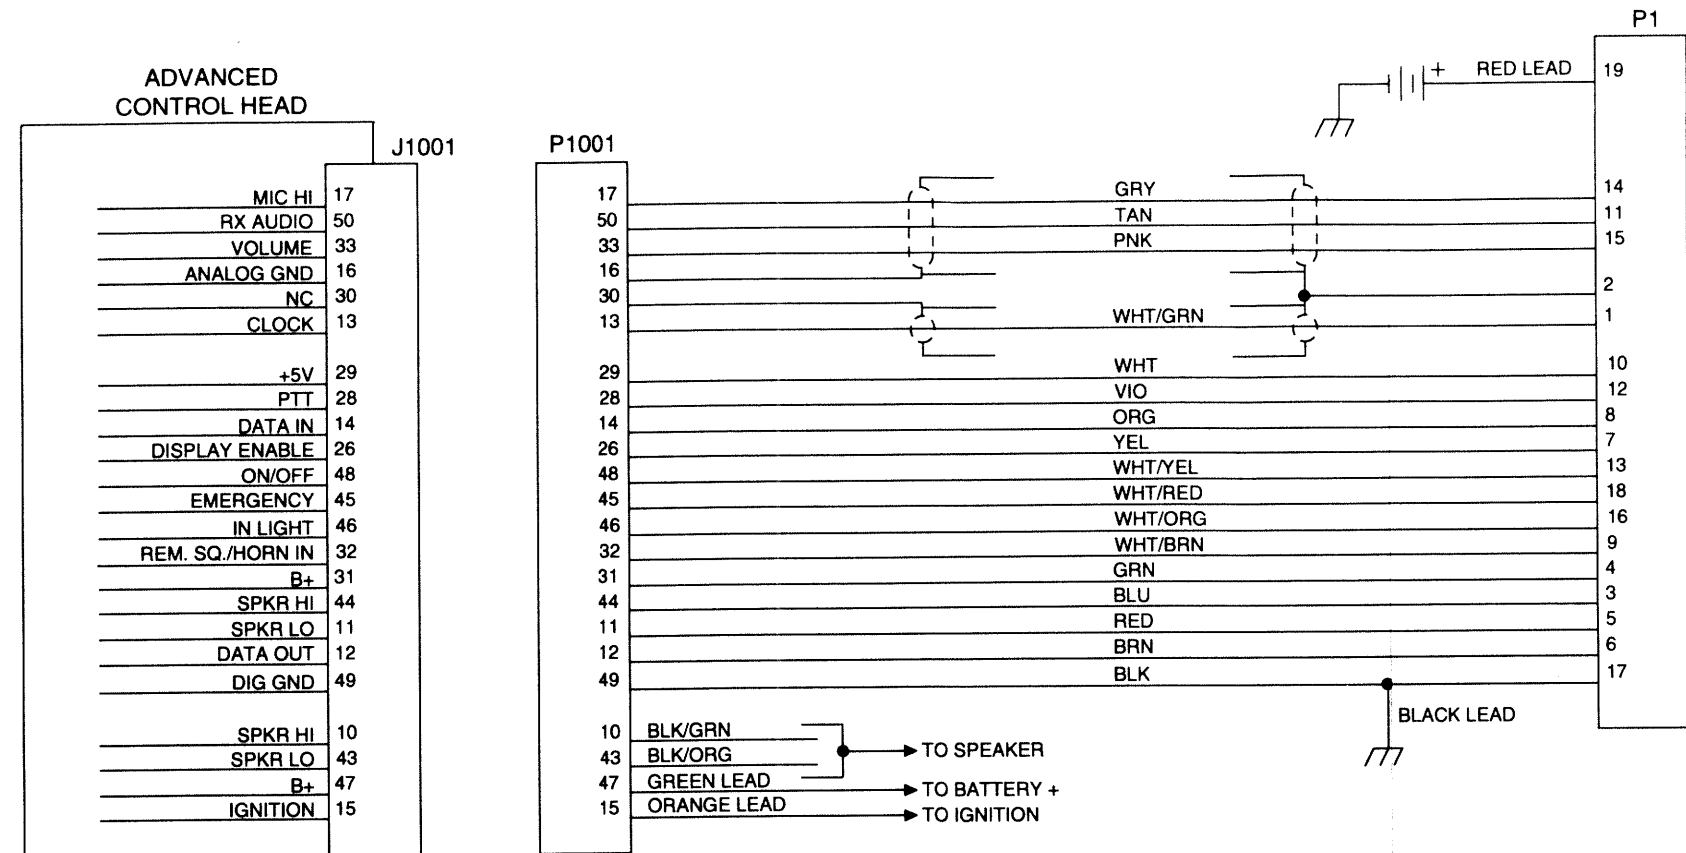 P1
ADVANCED
CONTROL HEAD
J1001
P1001
+ RED LEAD 19
MIC HI 17 17 GRY 14
RX AUDIO 50 50 TAN 11
VOLUME 33 33 PNK 15
ANALOG GND 16 16
NC 30 30 2
CLOCK 13 13 WHT/GRN 1
+5V 29 29 WHT 10
PTT 28 28 VIO 12
DATA IN 14 14 ORG 8
DISPLAY ENABLE 26 26 YEL 7
ON/OFF 48 48 WHT/YEL 13
EMERGENCY 45 45 WHT/RED 18
IN LIGHT 46 46 WHT/ORG 16
REM. SQ./HORN IN 32 32 WHT/BRN 9
B+ 31 31 GRN 4
SPKR HI 44 44 BLU 3
SPKR LO 11 11 RED 5
DATA OUT 12 12 BRN 6
DIG GND 49 49 BLK 17
BLACK LEAD
SPKR HI 10 10 BLK/GRN
TO SPEAKER
SPKR LO 43 43 BLK/ORG
B+ 47 47 GREEN LEAD TO BATTERY +
IGNITION 15 15 ORANGE LEAD TO IGNITION